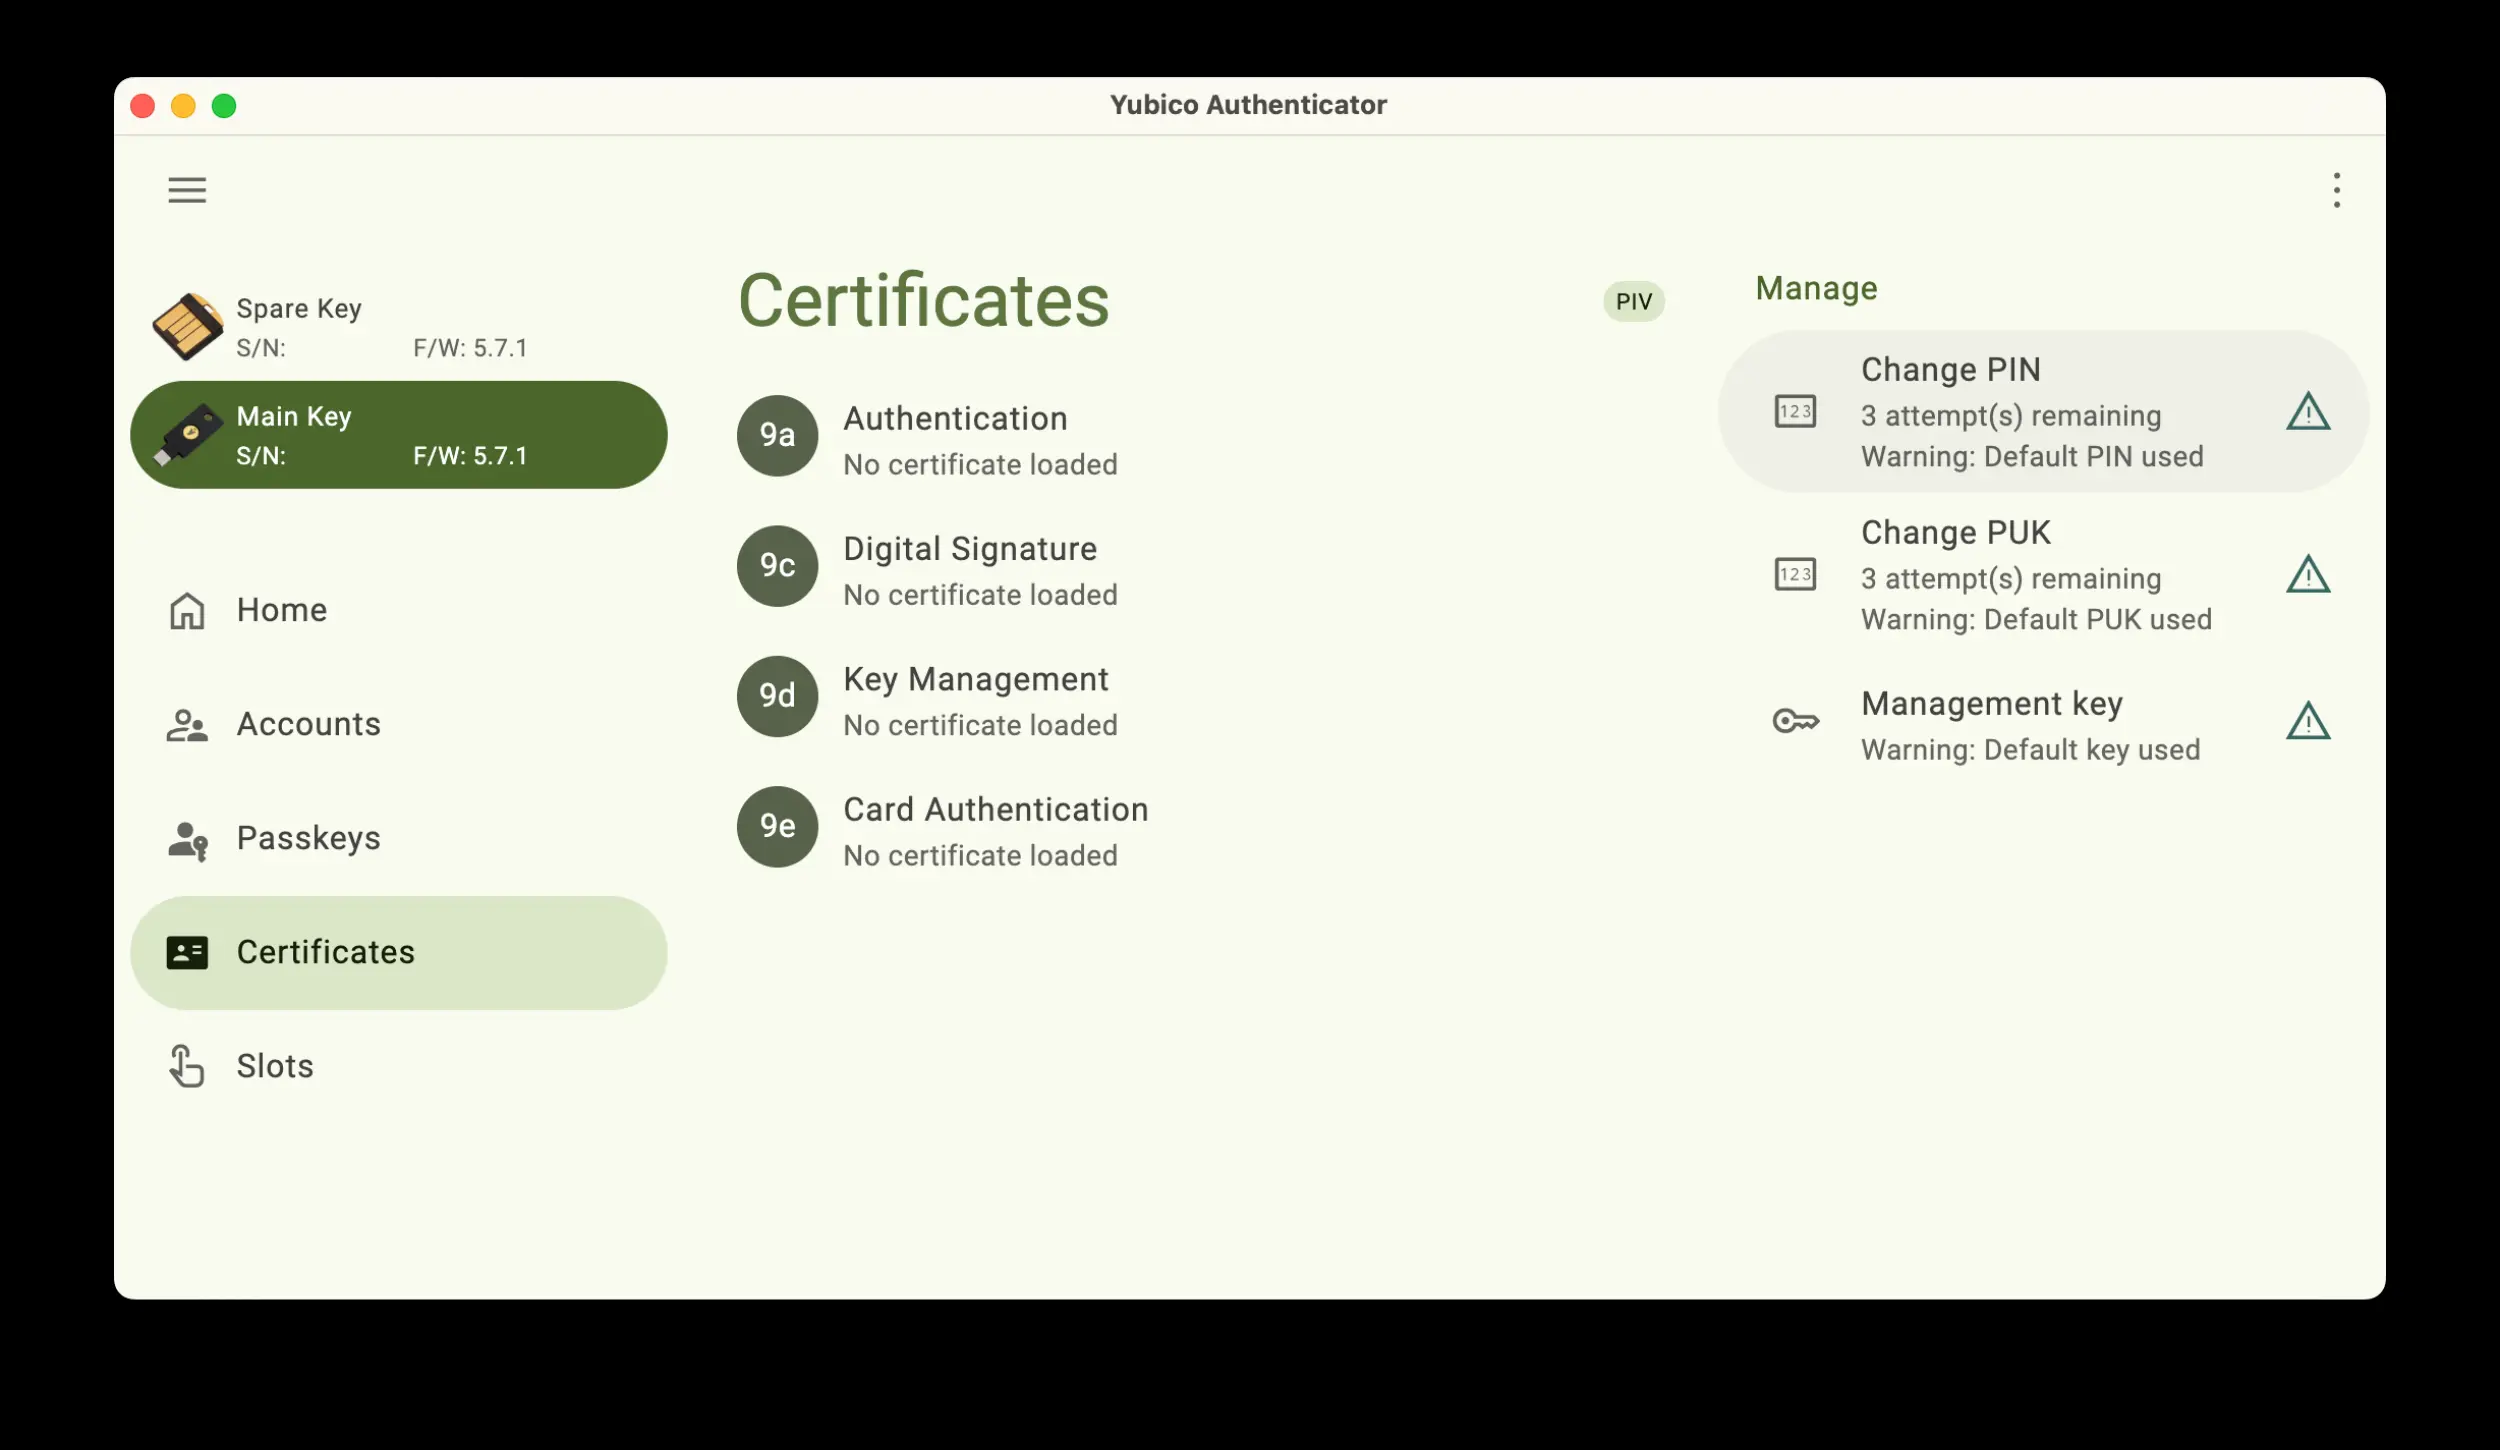 Yubico Authenticator
Spare Key
S/N: F/W: 5.7.1
Main Key
S/N: F/W: 5.7.1
Home
Accounts
Passkeys
Certificates
Slots
Certificates
PIV
9a
Authentication
No certificate loaded
9c
Digital Signature
No certificate loaded
9d
Key Management
No certificate loaded
9e
Card Authentication
No certificate loaded
Manage
123
Change PIN
3 attempt(s) remaining
Warning: Default PIN used
123
Change PUK
3 attempt(s) remaining
Warning: Default PUK used
Management key
Warning: Default key used